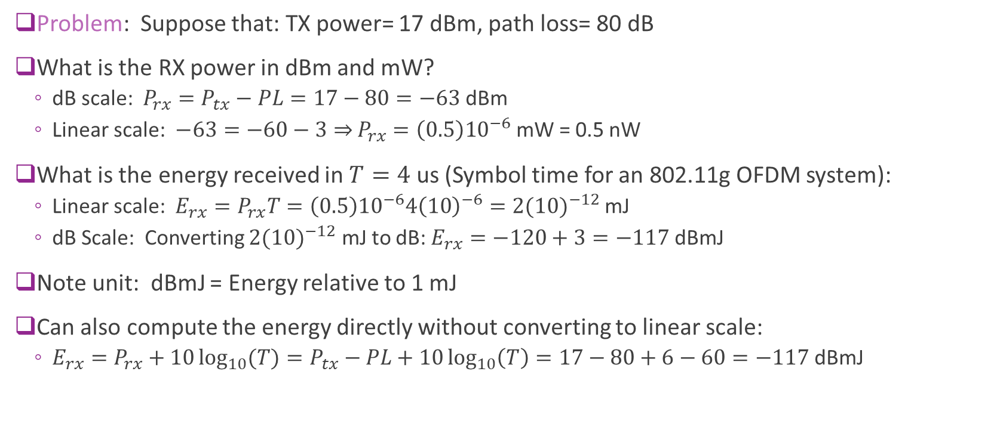 ❑Problem: Suppose that: TX power= 17 dBm, path loss= 80 dB
❑What is the RX power in dBm and mW?
◦ dB scale: $P_{rx} = P_{tx} - PL = 17 - 80 = -63$ dBm
◦ Linear scale: $-63 = -60 - 3 \Rightarrow P_{rx} = (0.5)10^{-6}$ mW = 0.5 nW
❑What is the energy received in $T = 4$ us (Symbol time for an 802.11g OFDM system):
◦ Linear scale: $E_{rx} = P_{rx}T = (0.5)10^{-6}4(10)^{-6} = 2(10)^{-12}$ mJ
◦ dB Scale: Converting $2(10)^{-12}$ mJ to dB: $E_{rx} = -120 + 3 = -117$ dBmJ
❑Note unit: dBmJ = Energy relative to 1 mJ
❑Can also compute the energy directly without converting to linear scale:
◦ $E_{rx} = P_{rx} + 10\log_{10}(T) = P_{tx} - PL + 10\log_{10}(T) = 17 - 80 + 6 - 60 = -117$ dBmJ